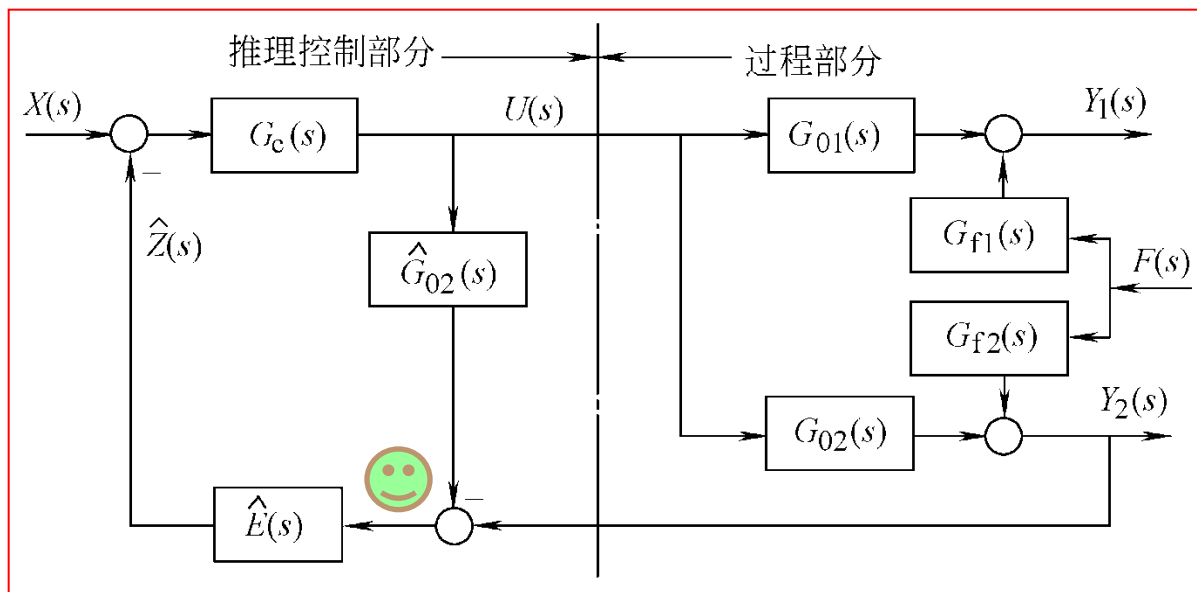 推理控制部分
过程部分
X(s)
G_c(s)
U(s)
G_01(s)
Y_1(s)
−
Ẑ(s)
Ĝ_02(s)
G_f1(s)
F(s)
G_f2(s)
G_02(s)
Y_2(s)
−
Ê(s)